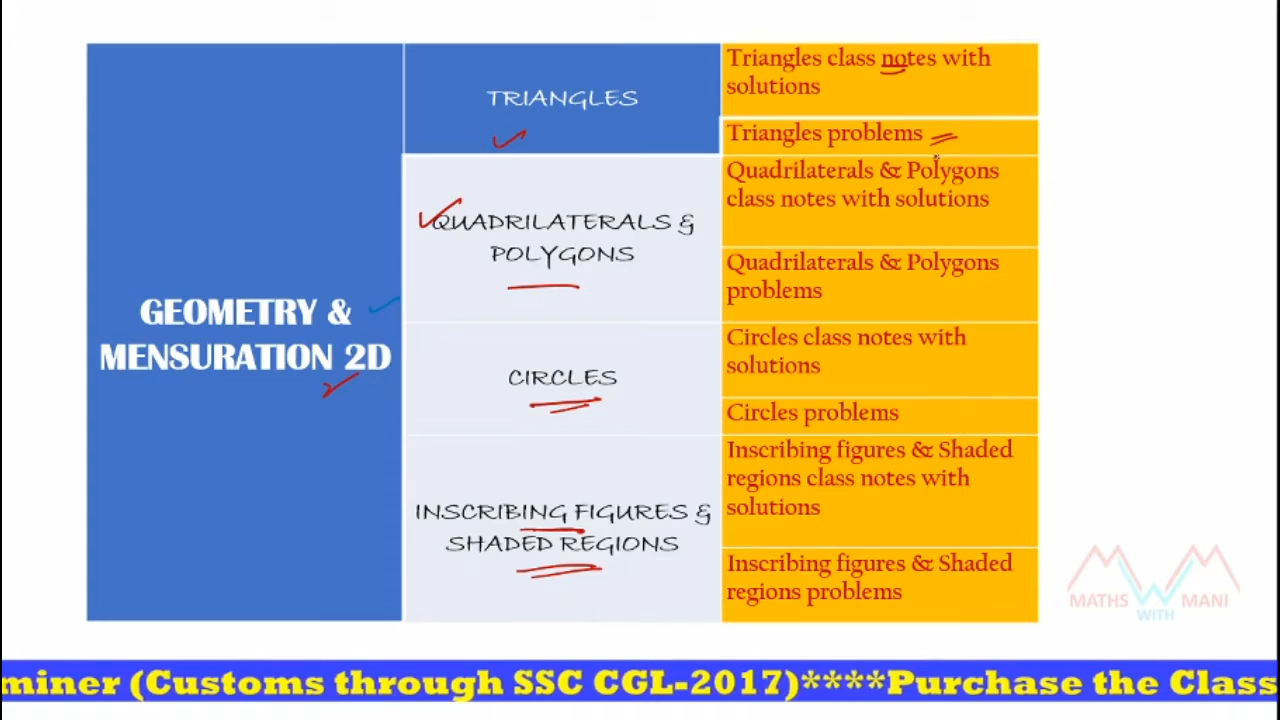 GEOMETRY &
MENSURATION 2D
TRIANGLES
Triangles class notes with
solutions
Triangles problems
QUADRILATERALS &
POLYGONS
Quadrilaterals & Polygons
class notes with solutions
Quadrilaterals & Polygons
problems
CIRCLES
Circles class notes with
solutions
Circles problems
INSCRIBING FIGURES &
SHADED REGIONS
Inscribing figures & Shaded
regions class notes with
solutions
Inscribing figures & Shaded
regions problems
MATHS WITH MANI
miner (Customs through SSC CGL-2017)****Purchase the Class